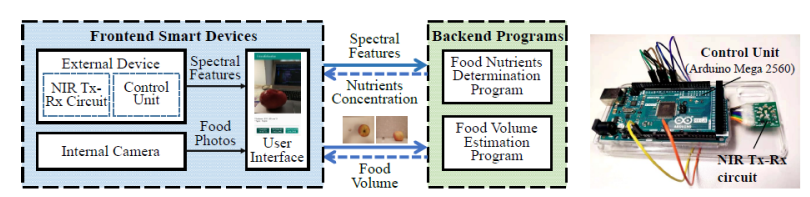 Frontend Smart Devices
External Device
NIR Tx-
Rx Circuit
Control
Unit
Internal Camera
Spectral
Features
Food
Photos
User
Interface
Spectral
Features
Nutrients
Concentration
Food
Volume
Backend Programs
Food Nutrients
Determination
Program
Food Volume
Estimation
Program
Control Unit
(Arduino Mega 2560)
NIR Tx-Rx
circuit